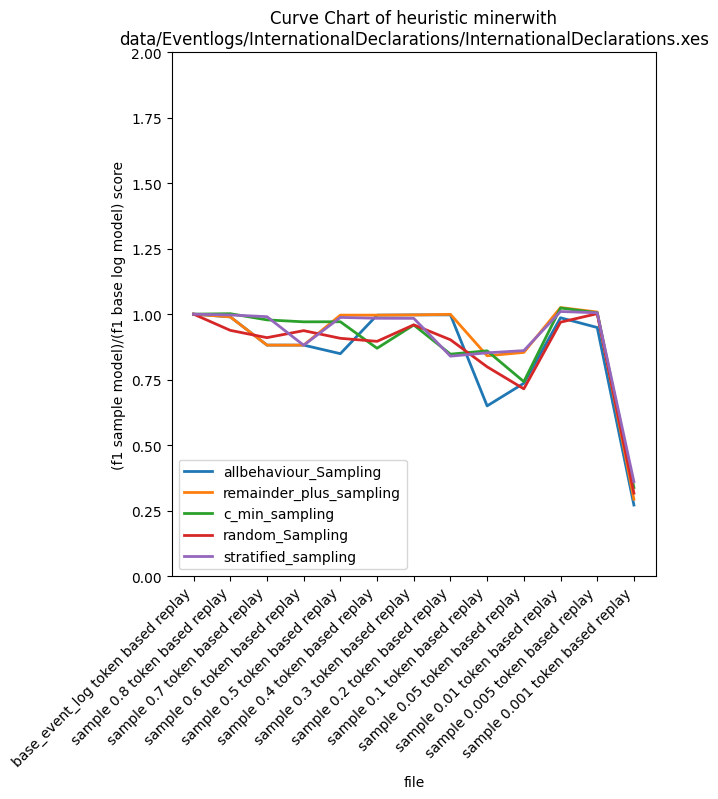 Curve Chart of heuristic minerwith
data/Eventlogs/InternationalDeclarations/InternationalDeclarations.xes
(f1 sample model)/(f1 base log model) score
2.00
1.75
1.50
1.25
1.00
0.75
0.50
0.25
0.00
allbehaviour_Sampling
remainder_plus_sampling
c_min_sampling
random_Sampling
stratified_sampling
base_event_log token based replay
sample 0.8 token based replay
sample 0.7 token based replay
sample 0.6 token based replay
sample 0.5 token based replay
sample 0.4 token based replay
sample 0.3 token based replay
sample 0.2 token based replay
sample 0.1 token based replay
sample 0.05 token based replay
sample 0.01 token based replay
sample 0.005 token based replay
sample 0.001 token based replay
file